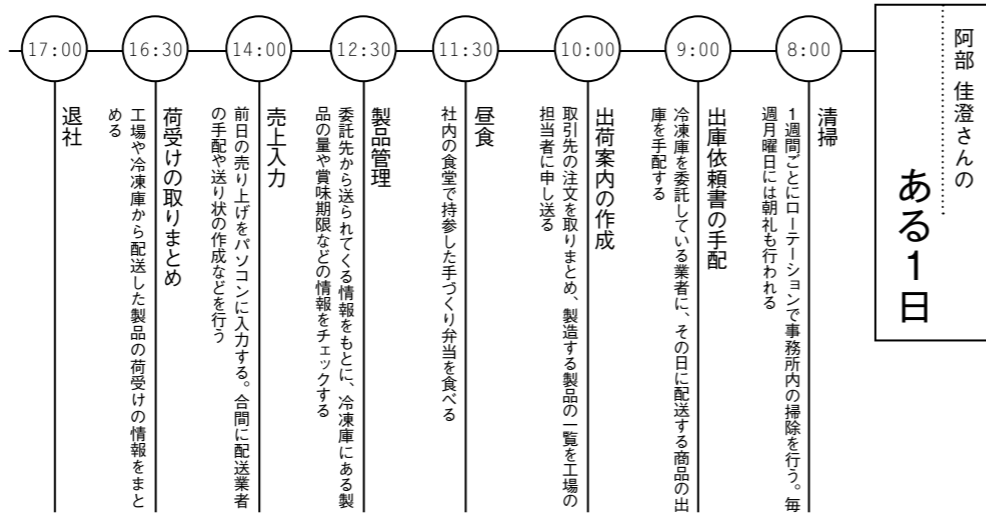 阿部 佳澄さんの
ある1日
8:00
清掃
1週間ごとにローテーションで事務所内の掃除を行う。毎
週月曜日には朝礼も行われる
9:00
出庫依頼書の手配
冷凍庫を委託している業者に、その日に配送する商品の出
庫を手配する
10:00
出荷案内の作成
取引先の注文を取りまとめ、製造する製品の一覧を工場の
担当者に申し送る
11:30
昼食
社内の食堂で持参した手づくり弁当を食べる
12:30
製品管理
委託先から送られてくる情報をもとに、冷凍庫にある製
品の量や賞味期限などの情報をチェックする
14:00
売上入力
前日の売り上げをパソコンに入力する。合間に配送業者
の手配や送り状の作成などを行う
16:30
荷受けの取りまとめ
工場や冷凍庫から配送した製品の荷受けの情報をまと
める
17:00
退社